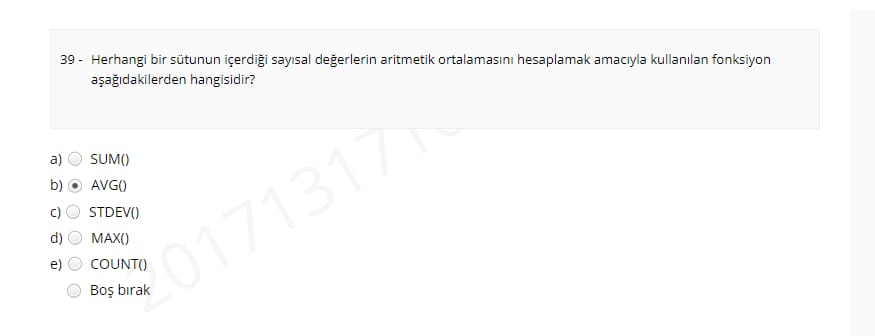 39 - Herhangi bir sütunun içerdiği sayısal değerlerin aritmetik ortalamasını hesaplamak amacıyla kullanılan fonksiyon
aşağıdakilerden hangisidir?
a) SUM()
b) AVG()
c) STDEV()
d) MAX()
e) COUNT()
Boş bırak